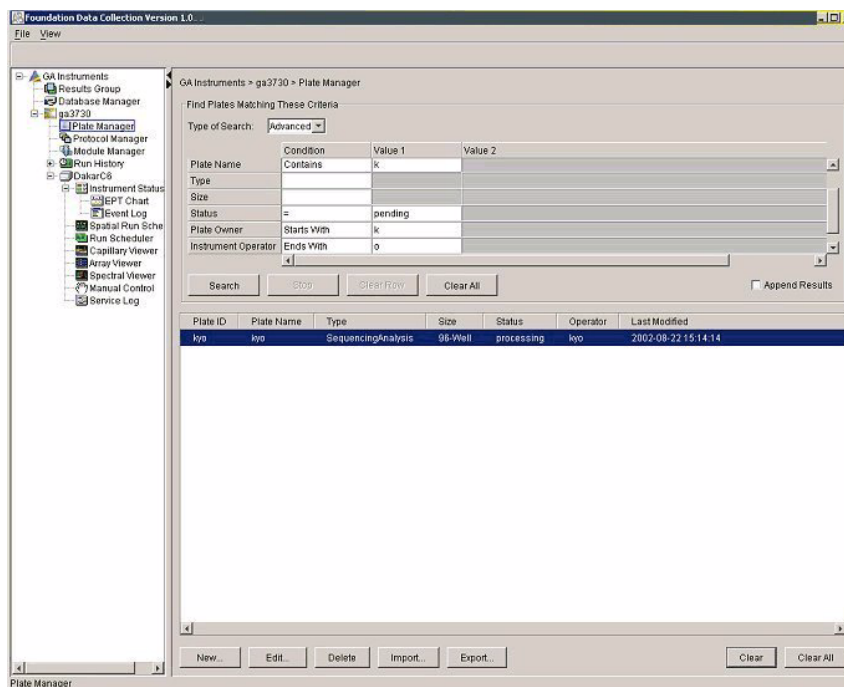 Foundation Data Collection Version 1.0
File View
GA Instruments
Results Group
Database Manager
ga3730
Plate Manager
Protocol Manager
Module Manager
Run History
DakarC6
Instrument Status
EPT Chart
Event Log
Spatial Run Sche
Run Scheduler
Capillary Viewer
Array Viewer
Spectral Viewer
Manual Control
Service Log
GA Instruments > ga3730 > Plate Manager
Find Plates Matching These Criteria
Type of Search: Advanced
Condition Value 1 Value 2
Plate Name Contains k
Type
Size
Status = pending
Plate Owner Starts With k
Instrument Operator Ends With o
Search Stop Clear Row Clear All Append Results
Plate ID Plate Name Type Size Status Operator Last Modified
kyo kyo SequencingAnalysis 96-Well processing kyo 2002-08-22 15:14:14
New... Edit... Delete Import... Export... Clear Clear All
Plate Manager